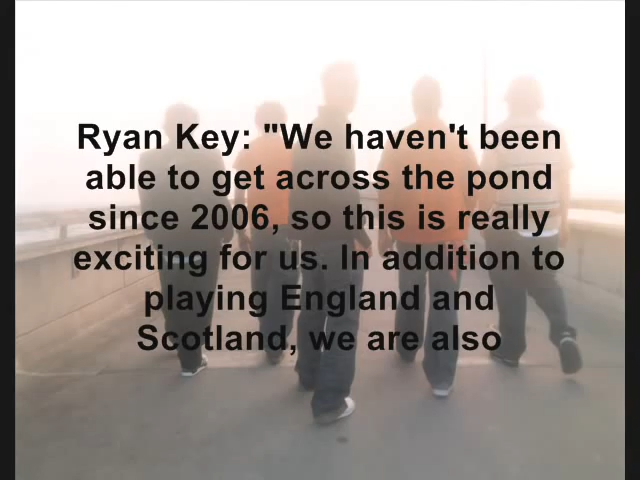 Ryan Key: "We haven't been
able to get across the pond
since 2006, so this is really
exciting for us. In addition to
playing England and
Scotland, we are also